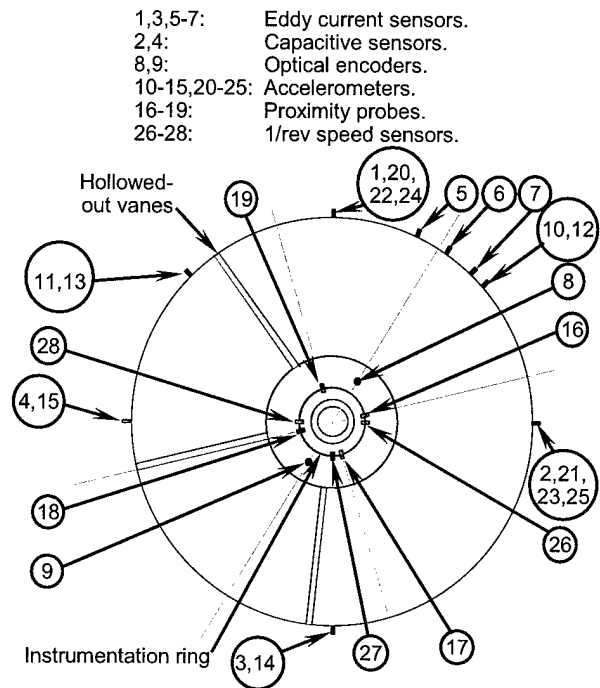 1,3,5-7: Eddy current sensors.
2,4: Capacitive sensors.
8,9: Optical encoders.
10-15,20-25: Accelerometers.
16-19: Proximity probes.
26-28: 1/rev speed sensors.
Hollowed-
out vanes
19
1,20,
22,24
5
6
7
10,12
11,13
8
28
16
4,15
2,21,
23,25
18
26
9
Instrumentation ring
3,14
27
17